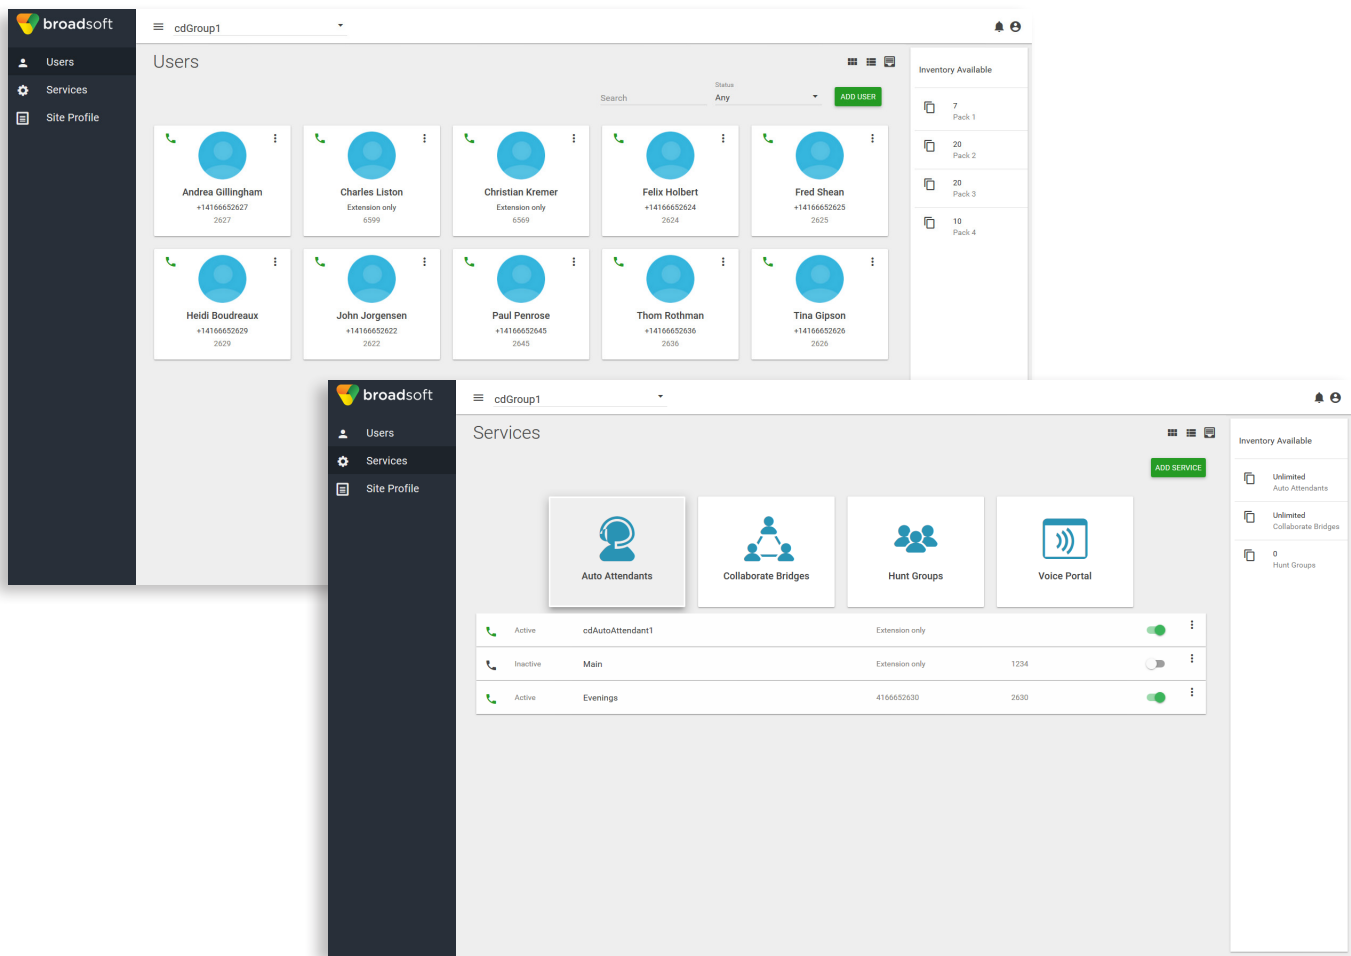 broadsoft
cdGroup1
Users
Services
Site Profile
Users
Search
Status
Any
ADD USER
Andrea Gillingham
+14166652627
2627
Charles Liston
Extension only
6599
Christian Kremer
Extension only
6569
Felix Holbert
+14166652624
2624
Fred Shean
+14166652625
2625
Heidi Boudreaux
+14166652629
2629
John Jorgensen
+14166652622
2622
Paul Penrose
+14166652645
2645
Thom Rothman
+14166652636
2636
Tina Gipson
+14166652626
2626
Inventory Available
7
Pack 1
20
Pack 2
20
Pack 3
10
Pack 4
broadsoft
cdGroup1
Users
Services
Site Profile
Services
ADD SERVICE
Auto Attendants
Collaborate Bridges
Hunt Groups
Voice Portal
Active cdAutoAttendant1 Extension only
Inactive Main Extension only 1234
Active Evenings 4166652630 2630
Inventory Available
Unlimited
Auto Attendants
Unlimited
Collaborate Bridges
0
Hunt Groups